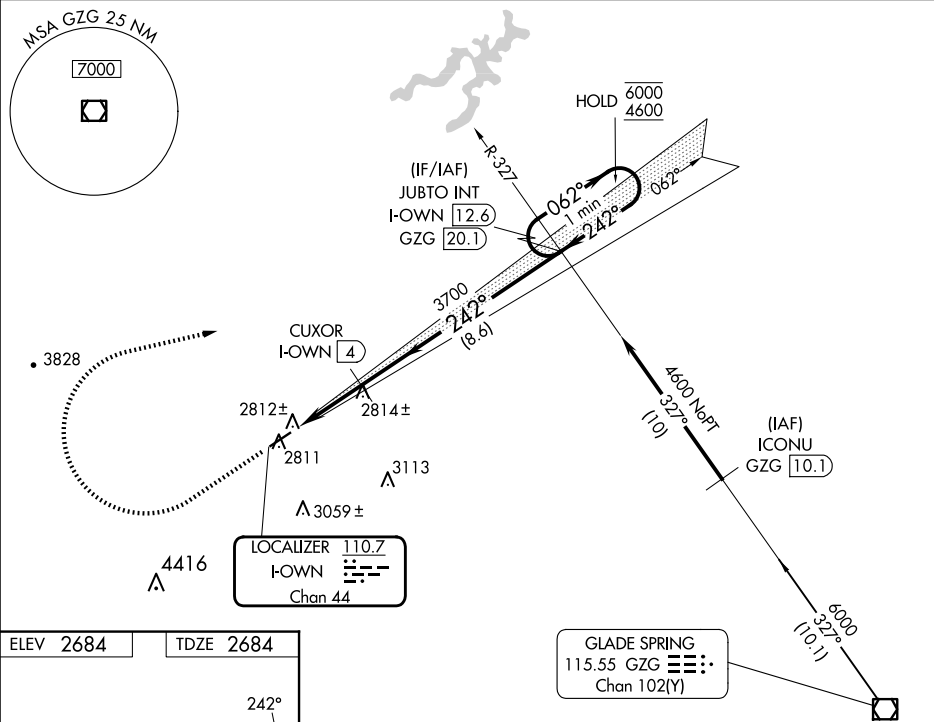 MSA GZG 25 NM
7000
HOLD 6000
4600
R-327
(IF/IAF)
JUBTO INT
I-OWN 12.6
GZG 20.1
062°
1 min
242°
062°
3700
242°
(8.6)
CUXOR
I-OWN 4
3828
2812±
2814±
2811
3113
3059±
4416
4600 NoPT
327°
(10)
(IAF)
ICONU
GZG 10.1
LOCALIZER 110.7
I-OWN
Chan 44
6000
327°
(10.1)
GLADE SPRING
115.55 GZG
Chan 102(Y)
ELEV 2684
TDZE 2684
242°